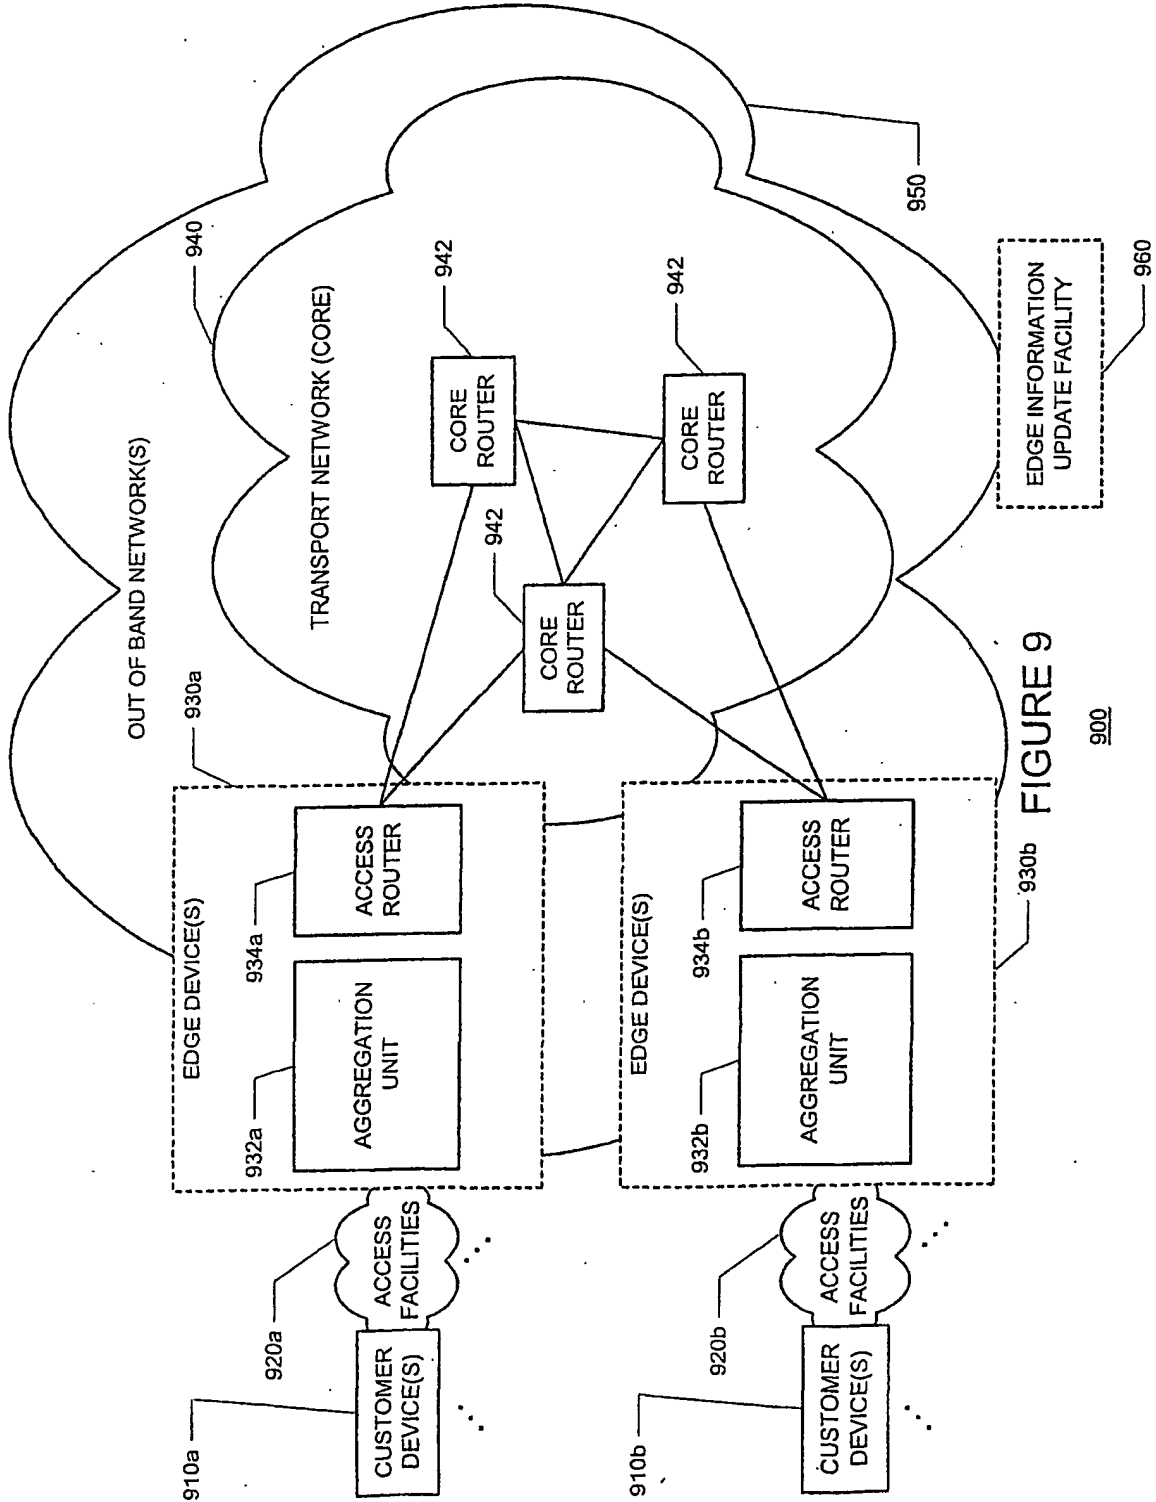 910a
CUSTOMER
DEVICE(S)
920a
ACCESS
FACILITIES
930a
EDGE DEVICE(S)
932a
AGGREGATION
UNIT
934a
ACCESS
ROUTER
OUT OF BAND NETWORK(S)
940
TRANSPORT NETWORK (CORE)
942
CORE
ROUTER
942
CORE
ROUTER
942
CORE
ROUTER
950
910b
CUSTOMER
DEVICE(S)
920b
ACCESS
FACILITIES
EDGE DEVICE(S)
932b
AGGREGATION
UNIT
934b
ACCESS
ROUTER
930b
EDGE INFORMATION
UPDATE FACILITY
960
FIGURE 9
900